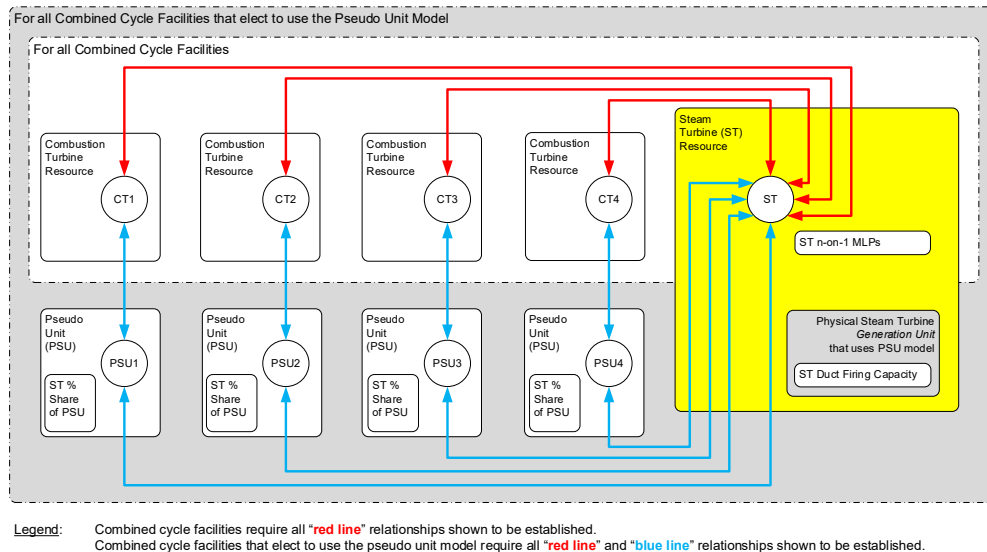 For all Combined Cycle Facilities that elect to use the Pseudo Unit Model
For all Combined Cycle Facilities
Combustion
Turbine
Resource
CT1
Combustion
Turbine
Resource
CT2
Combustion
Turbine
Resource
CT3
Combustion
Turbine
Resource
CT4
Steam
Turbine (ST)
Resource
ST
ST n-on-1 MLPs
Pseudo
Unit
(PSU)
PSU1
ST %
Share
of PSU
Pseudo
Unit
(PSU)
PSU2
ST %
Share
of PSU
Pseudo
Unit
(PSU)
PSU3
ST %
Share
of PSU
Pseudo
Unit
(PSU)
PSU4
ST %
Share
of PSU
Physical Steam Turbine
Generation Unit
that uses PSU model
ST Duct Firing Capacity
Legend: Combined cycle facilities require all “red line” relationships shown to be established.
Combined cycle facilities that elect to use the pseudo unit model require all “red line” and “blue line” relationships shown to be established.